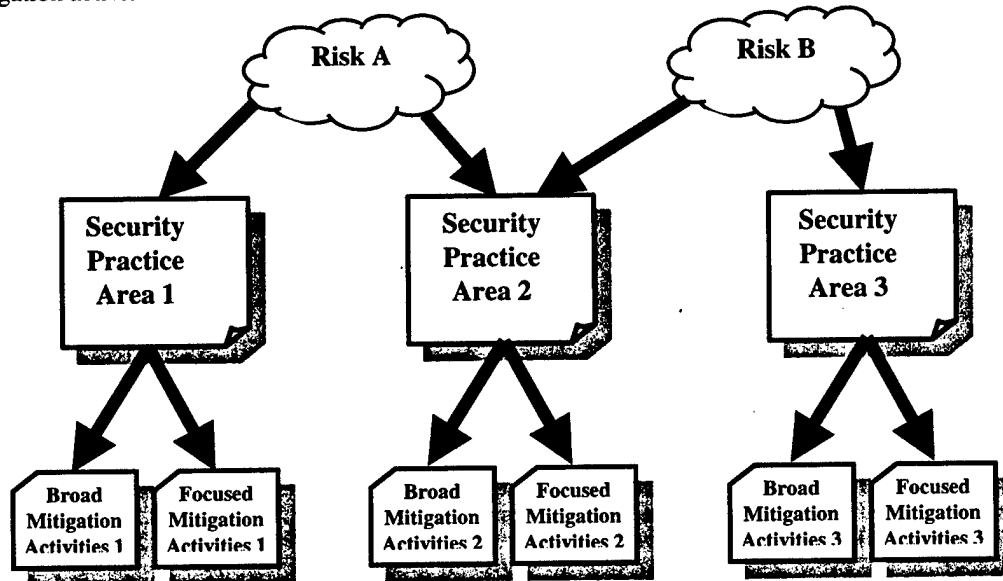 Risk A
Risk B
Security
Practice
Area 1
Security
Practice
Area 2
Security
Practice
Area 3
Broad
Mitigation
Activities 1
Focused
Mitigation
Activities 1
Broad
Mitigation
Activities 2
Focused
Mitigation
Activities 2
Broad
Mitigation
Activities 3
Focused
Mitigation
Activities 3